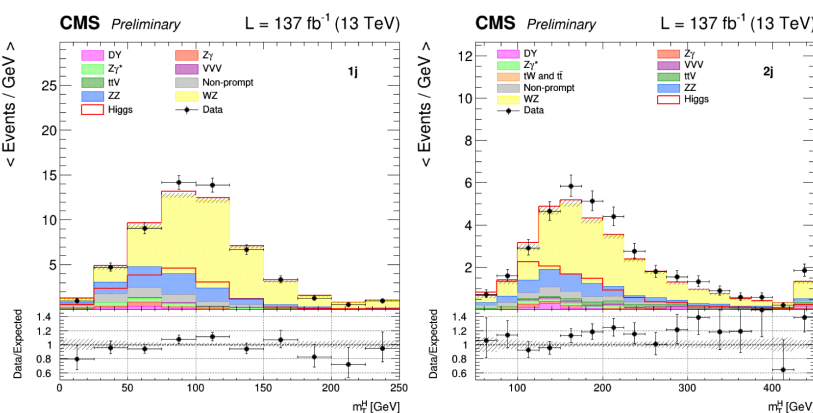 CMS Preliminary L = 137 fb⁻¹ (13 TeV)
< Events / GeV >
1j
DY
Zγ
Zγ*
VVV
ttV
Non-prompt
ZZ
WZ
Higgs
Data
25
20
15
10
5
Data/Expected
1.4
1.2
1
0.8
0.6
0 50 100 150 200 250
m_T^H [GeV]
CMS Preliminary L = 137 fb⁻¹ (13 TeV)
< Events / GeV >
2j
DY
Zγ
Zγ*
VVV
tW and tt̄
ttV
Non-prompt
ZZ
WZ
Higgs
Data
12
10
8
6
4
2
Data/Expected
1.4
1.2
1
0.8
0.6
100 200 300 400
m_T^H [GeV]